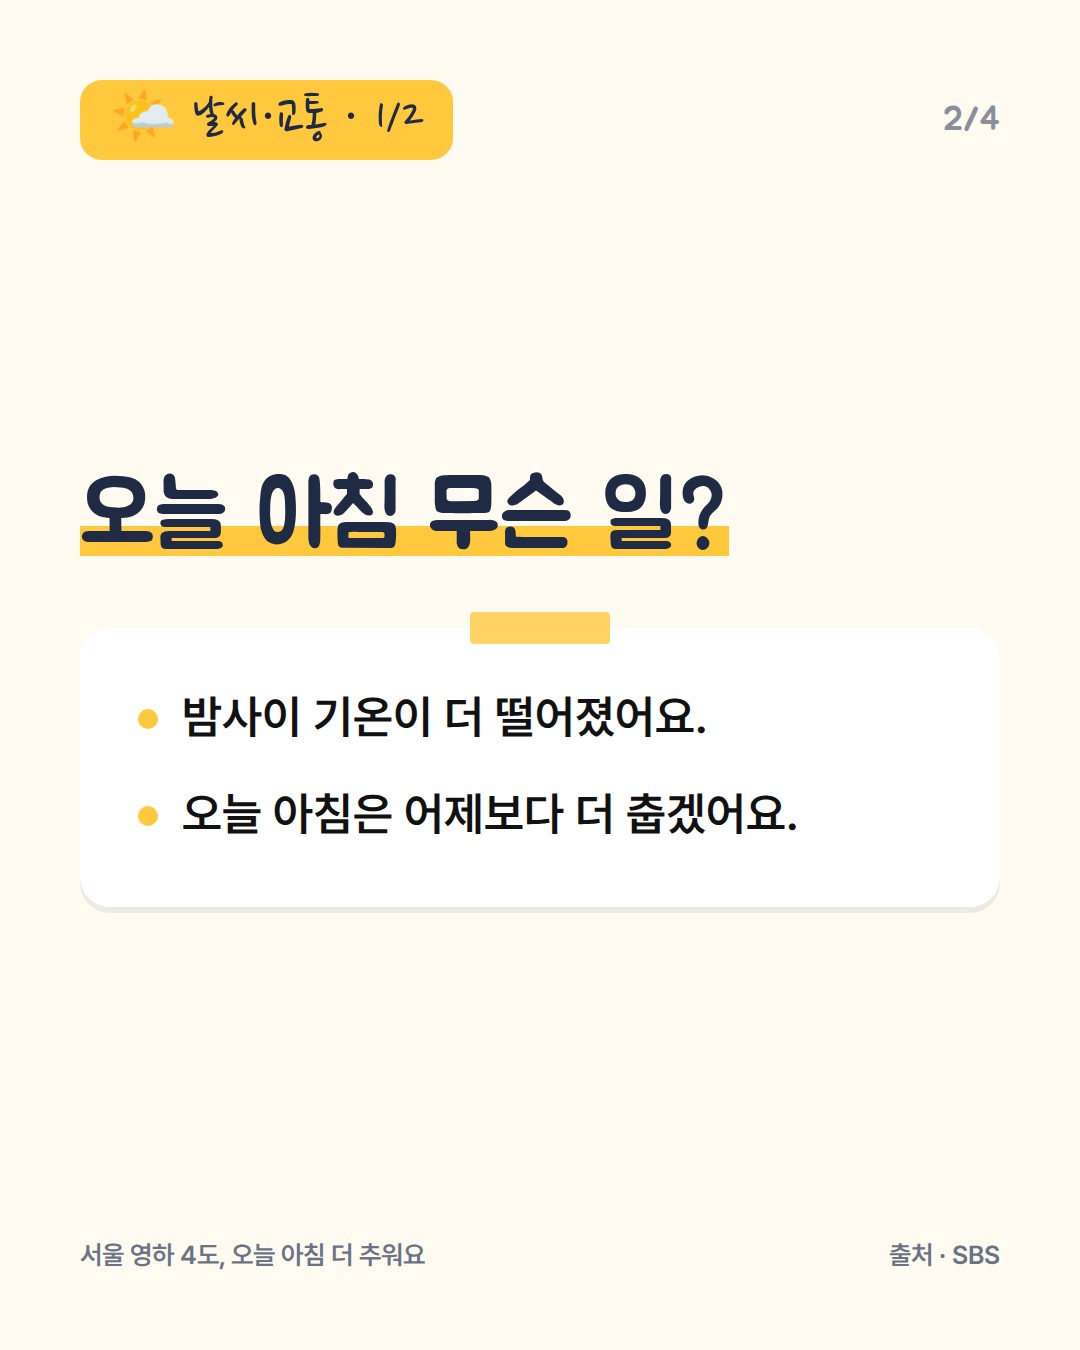 날씨·교통 · 1/2
2/4
오늘 아침 무슨 일?
밤사이 기온이 더 떨어졌어요.
오늘 아침은 어제보다 더 춥겠어요.
서울 영하 4도, 오늘 아침 더 추워요
출처 · SBS